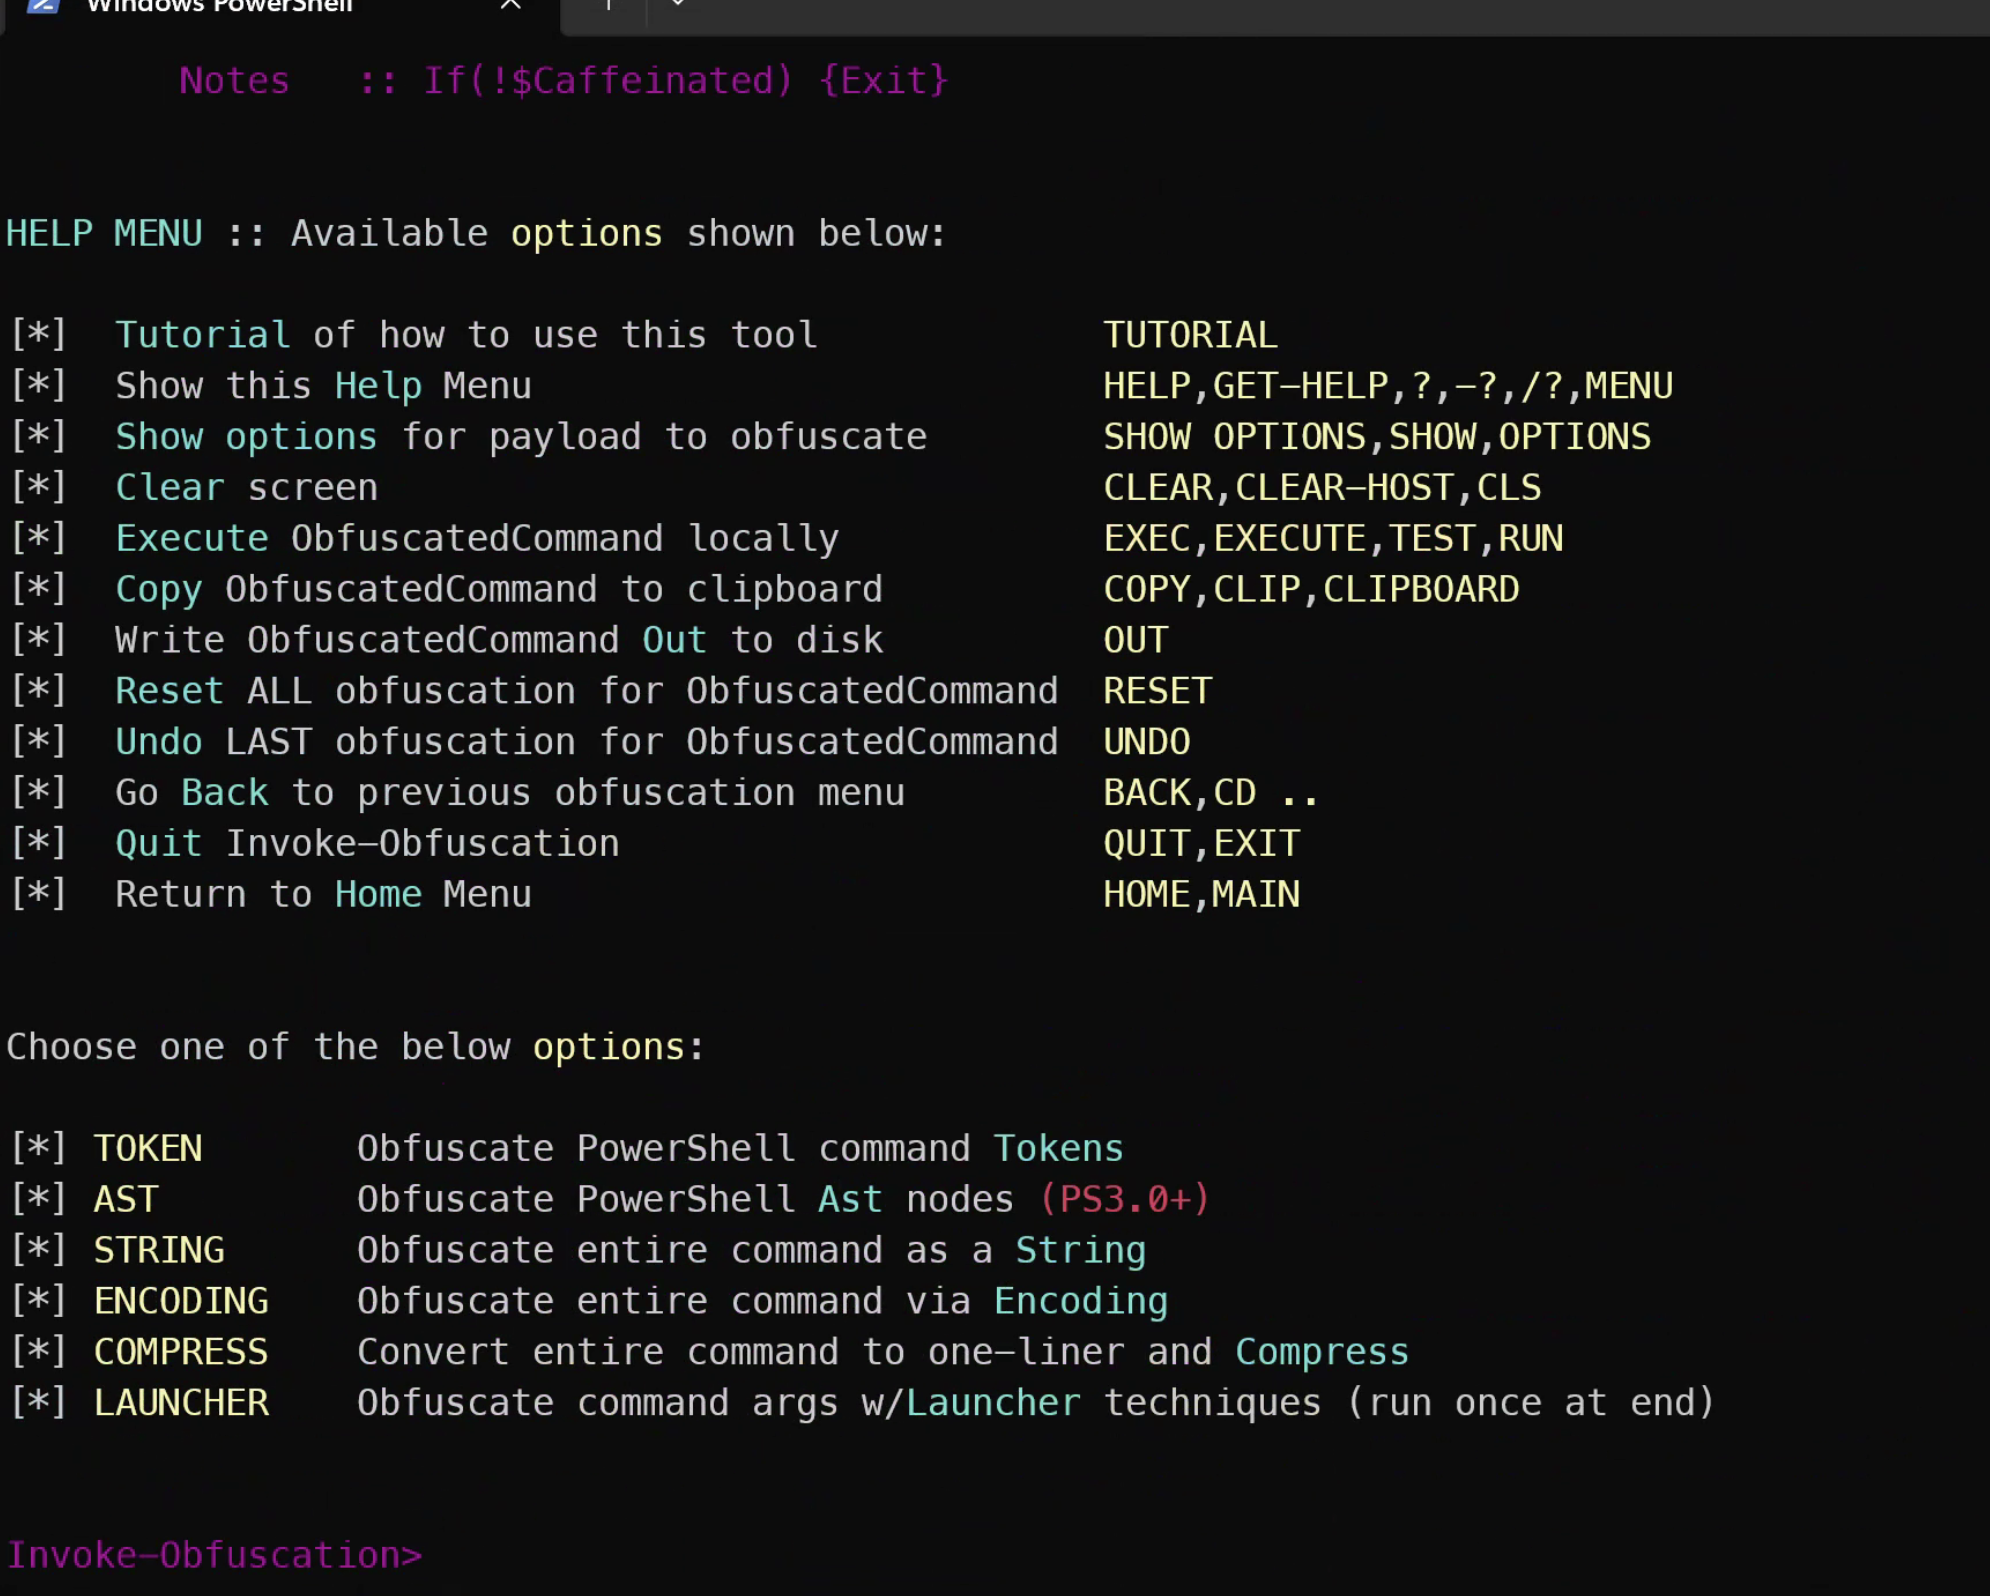 Windows PowerShell
Notes :: If(!$Caffeinated) {Exit}
HELP MENU :: Available options shown below:
[*] Tutorial of how to use this tool TUTORIAL
[*] Show this Help Menu HELP,GET-HELP,?,-?,/?,MENU
[*] Show options for payload to obfuscate SHOW OPTIONS,SHOW,OPTIONS
[*] Clear screen CLEAR,CLEAR-HOST,CLS
[*] Execute ObfuscatedCommand locally EXEC,EXECUTE,TEST,RUN
[*] Copy ObfuscatedCommand to clipboard COPY,CLIP,CLIPBOARD
[*] Write ObfuscatedCommand Out to disk OUT
[*] Reset ALL obfuscation for ObfuscatedCommand RESET
[*] Undo LAST obfuscation for ObfuscatedCommand UNDO
[*] Go Back to previous obfuscation menu BACK,CD ..
[*] Quit Invoke-Obfuscation QUIT,EXIT
[*] Return to Home Menu HOME,MAIN
Choose one of the below options:
[*] TOKEN Obfuscate PowerShell command Tokens
[*] AST Obfuscate PowerShell Ast nodes (PS3.0+)
[*] STRING Obfuscate entire command as a String
[*] ENCODING Obfuscate entire command via Encoding
[*] COMPRESS Convert entire command to one-liner and Compress
[*] LAUNCHER Obfuscate command args w/Launcher techniques (run once at end)
Invoke-Obfuscation>